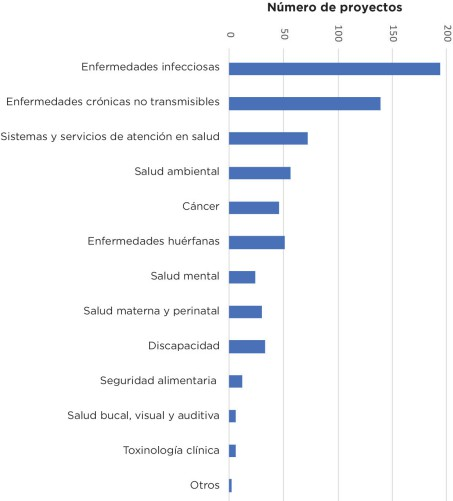 Número de proyectos
0 50 100 150 200
Enfermedades infecciosas
Enfermedades crónicas no transmisibles
Sistemas y servicios de atención en salud
Salud ambiental
Cáncer
Enfermedades huérfanas
Salud mental
Salud materna y perinatal
Discapacidad
Seguridad alimentaria
Salud bucal, visual y auditiva
Toxinología clínica
Otros